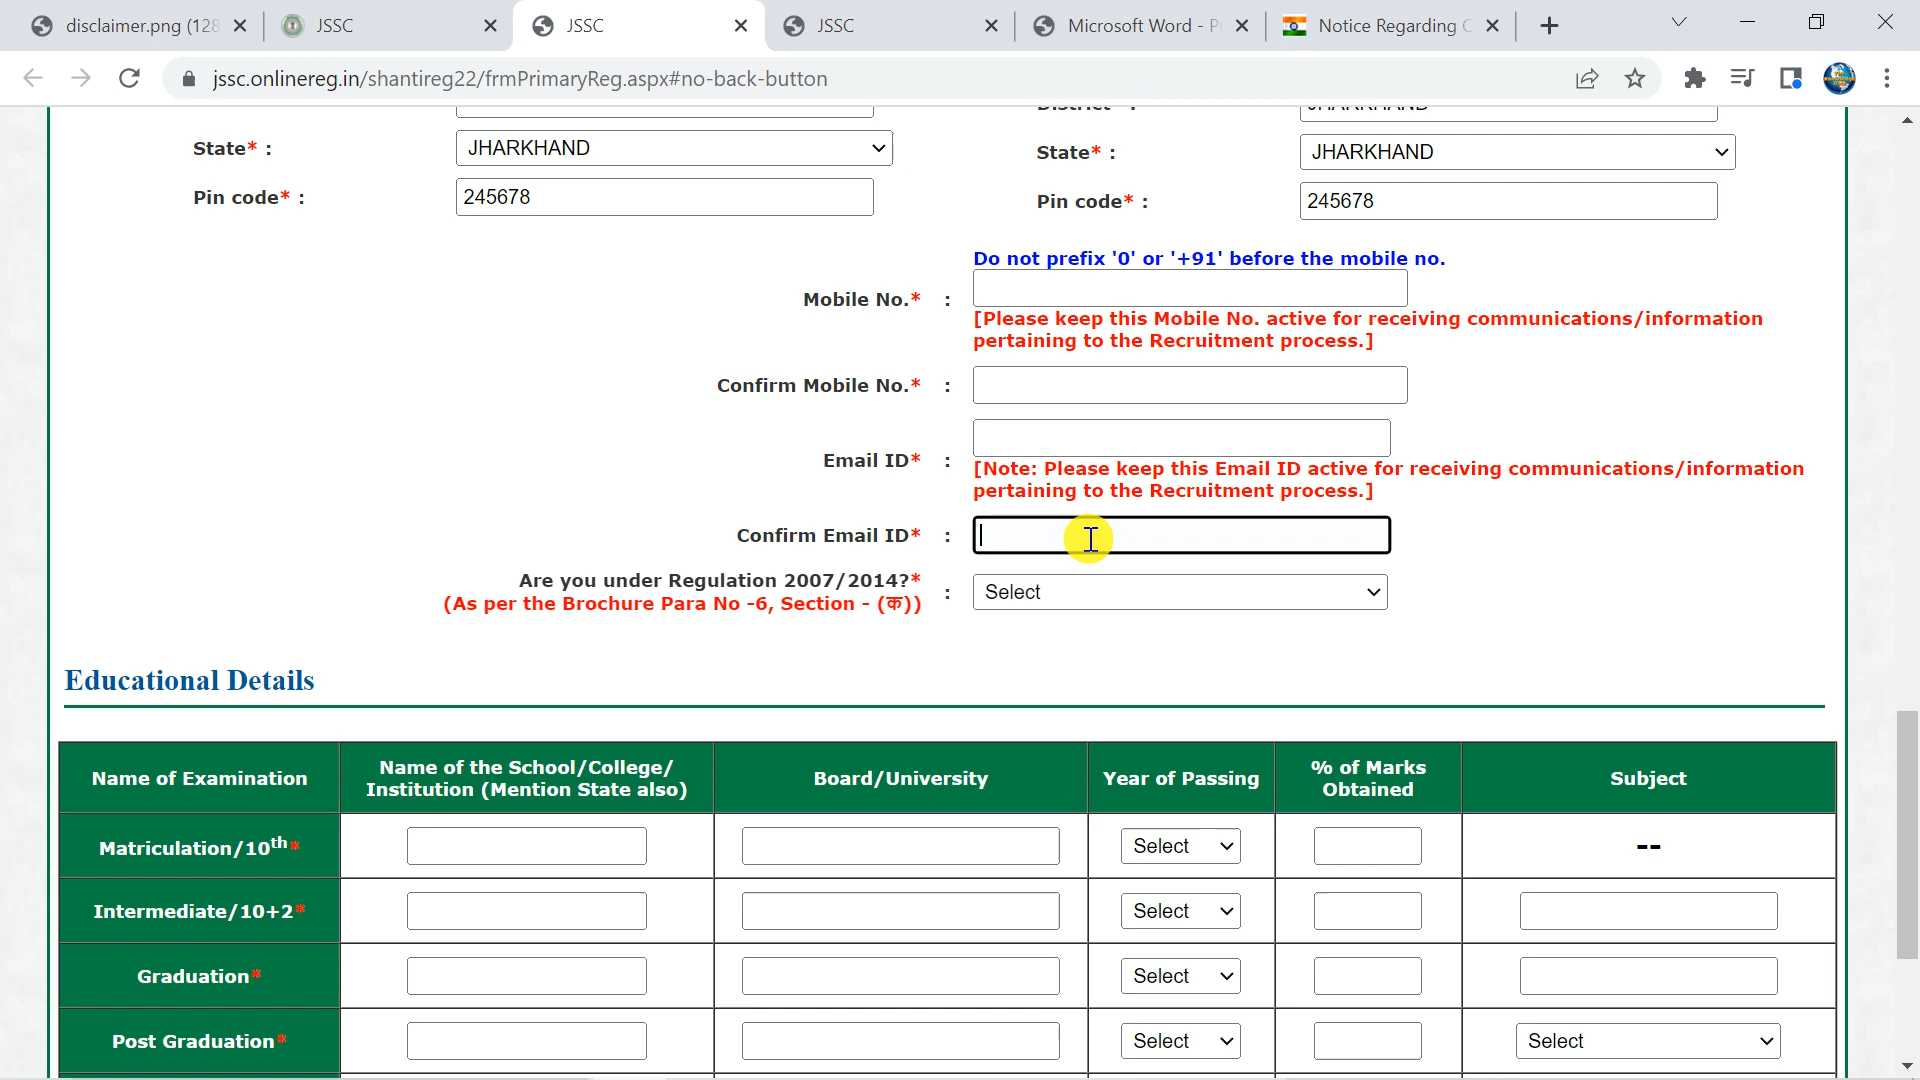 disclaimer.png (128
JSSC
JSSC
JSSC
Microsoft Word - P
Notice Regarding C
jssc.onlinereg.in/shantireg22/frmPrimaryReg.aspx#no-back-button
State* : JHARKHAND State* : JHARKHAND
Pin code* : 245678 Pin code* : 245678
Do not prefix '0' or '+91' before the mobile no.
Mobile No.* :
[Please keep this Mobile No. active for receiving communications/information
pertaining to the Recruitment process.]
Confirm Mobile No.* :
Email ID* :
[Note: Please keep this Email ID active for receiving communications/information
pertaining to the Recruitment process.]
Confirm Email ID* :
Are you under Regulation 2007/2014?* : Select
(As per the Brochure Para No -6, Section - (क))
Educational Details
Name of Examination Name of the School/College/ Institution (Mention State also) Board/University Year of Passing % of Marks Obtained Subject
Matriculation/10th* Select --
Intermediate/10+2* Select
Graduation* Select
Post Graduation* Select Select